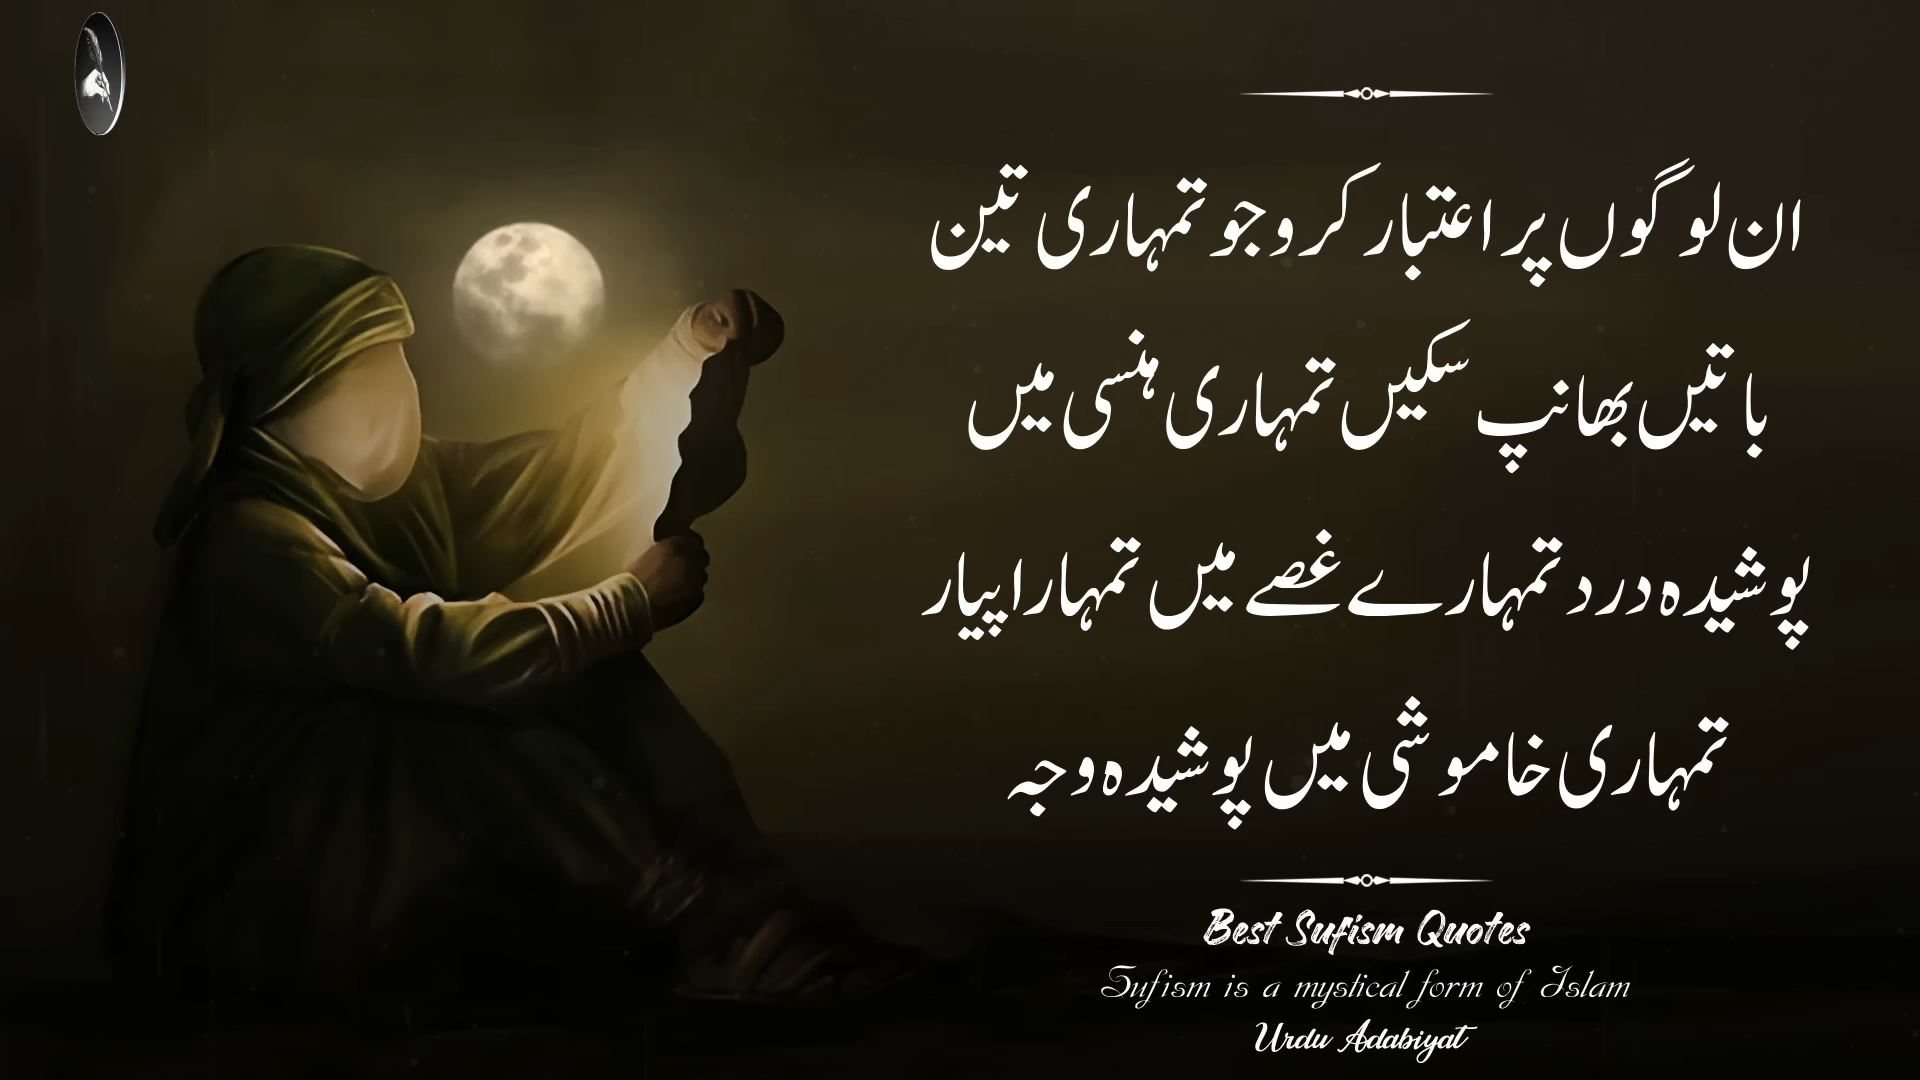 ان لوگوں پر اعتبار کرو جو تمہاری تین
باتیں بھانپ سکیں تمہاری ہنسی میں
پوشیدہ درد تمہارے غصے میں تمہارا پیار
تمہاری خاموشی میں پوشیدہ وجہ
Best Sufism Quotes
Sufism is a mystical form of Islam
Urdu Adabiyat